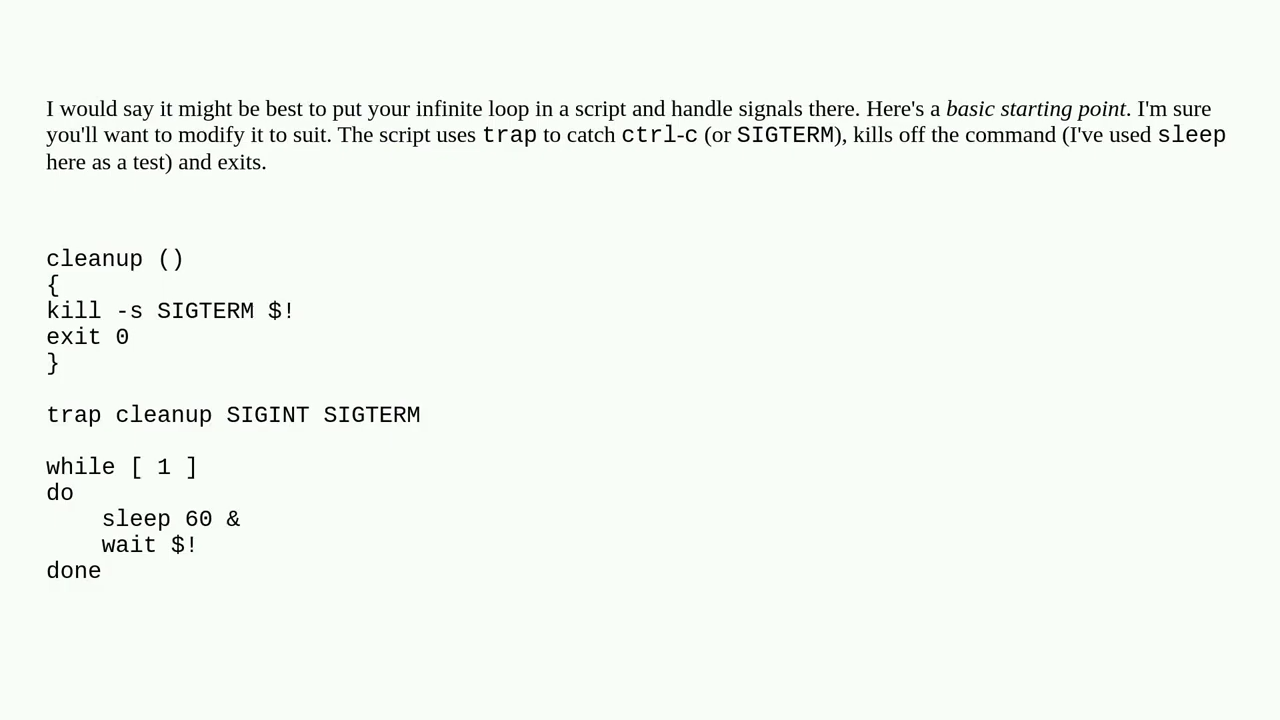 I would say it might be best to put your infinite loop in a script and handle signals there. Here's a basic starting point. I'm sure
you'll want to modify it to suit. The script uses trap to catch ctrl-c (or SIGTERM), kills off the command (I've used sleep
here as a test) and exits.
cleanup ()
{
kill -s SIGTERM $!
exit 0
}
trap cleanup SIGINT SIGTERM
while [ 1 ]
do
    sleep 60 &
    wait $!
done